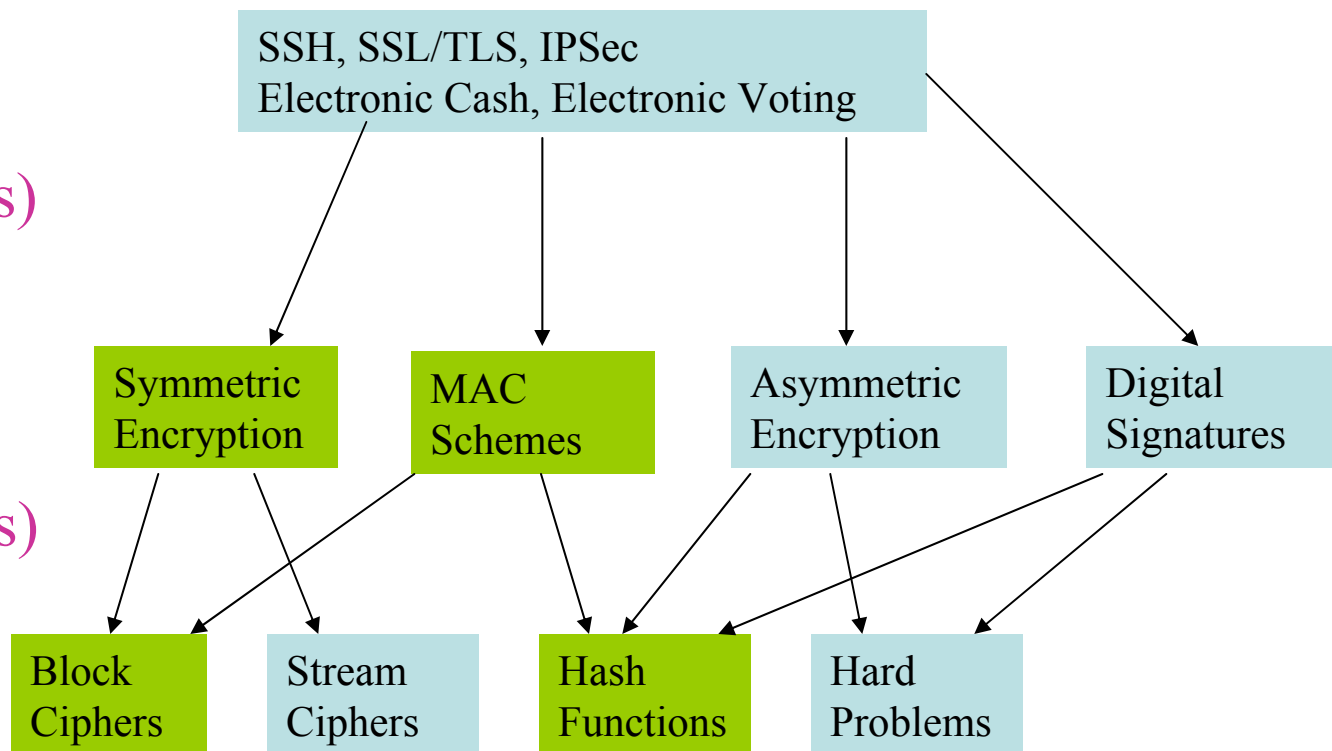 SSH, SSL/TLS, IPSec
Electronic Cash, Electronic Voting
s)
Symmetric
Encryption
MAC
Schemes
Asymmetric
Encryption
Digital
Signatures
s)
Block
Ciphers
Stream
Ciphers
Hash
Functions
Hard
Problems